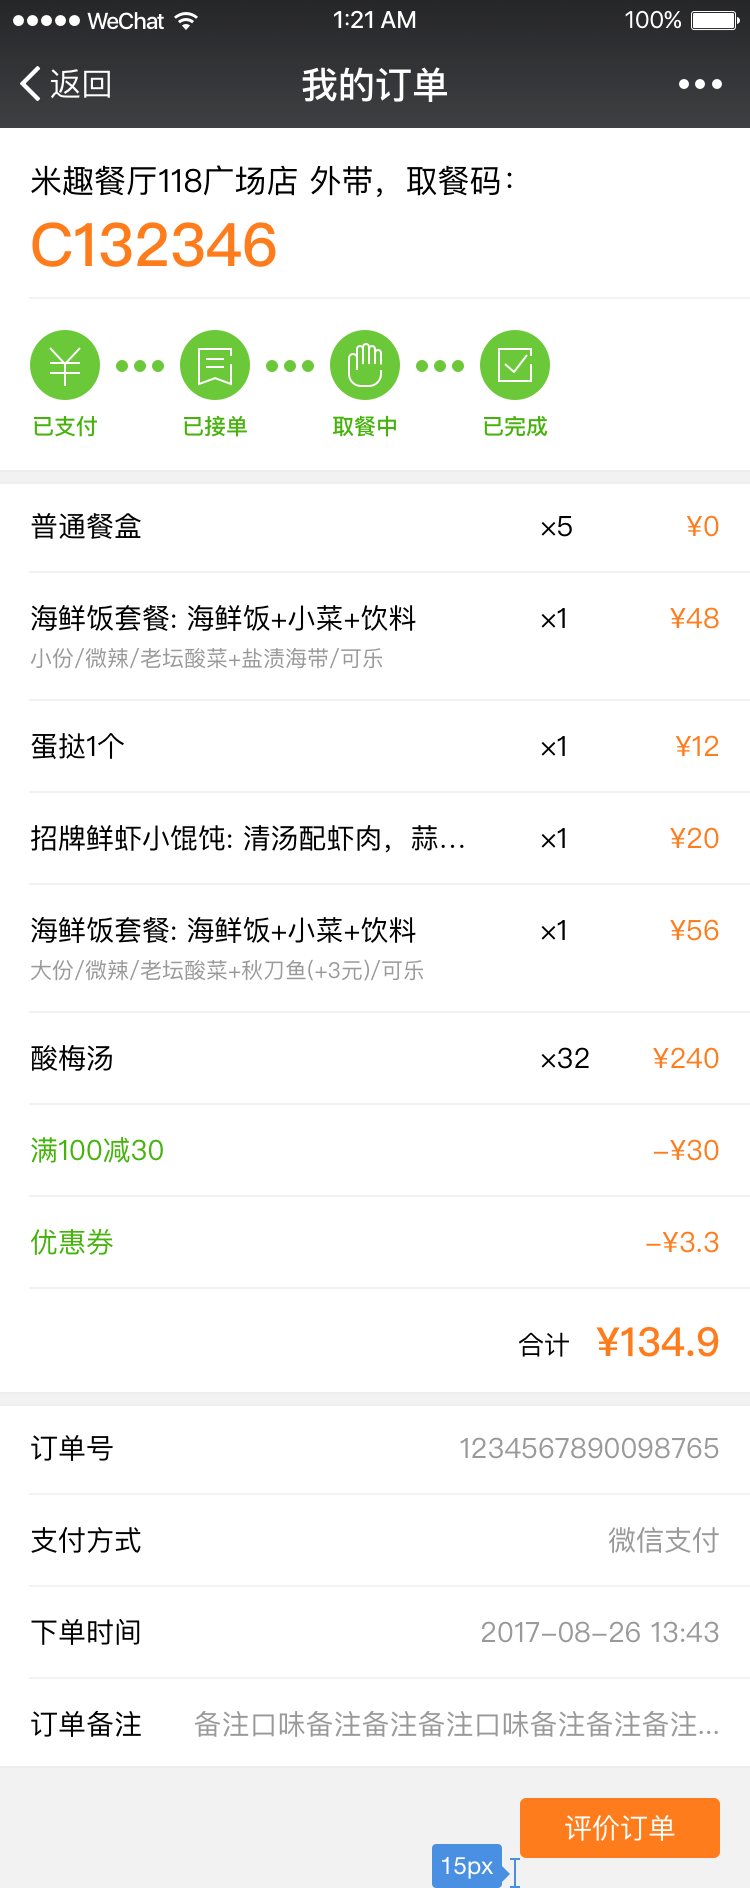 WeChat 1:21 AM 100%
返回 我的订单
米趣餐厅118广场店 外带，取餐码：
C132346
已支付 已接单 取餐中 已完成
普通餐盒 ×5 ¥0
海鲜饭套餐: 海鲜饭+小菜+饮料 ×1 ¥48
小份/微辣/老坛酸菜+盐渍海带/可乐
蛋挞1个 ×1 ¥12
招牌鲜虾小馄饨: 清汤配虾肉，蒜... ×1 ¥20
海鲜饭套餐: 海鲜饭+小菜+饮料 ×1 ¥56
大份/微辣/老坛酸菜+秋刀鱼(+3元)/可乐
酸梅汤 ×32 ¥240
满100减30 –¥30
优惠券 –¥3.3
合计 ¥134.9
订单号 1234567890098765
支付方式 微信支付
下单时间 2017–08–26 13:43
订单备注 备注口味备注备注备注口味备注备注备注...
评价订单
15px